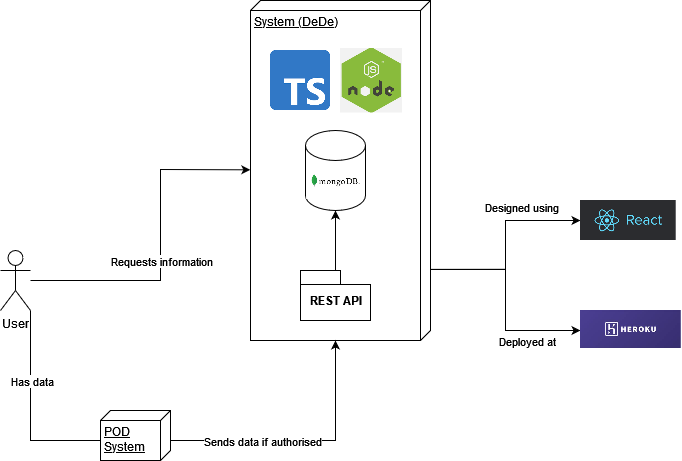 System (DeDe)
TS
JS
node
mongoDB.
Designed using
React
Requests information
REST API
User
HEROKU
Deployed at
Has data
POD
System
Sends data if authorised